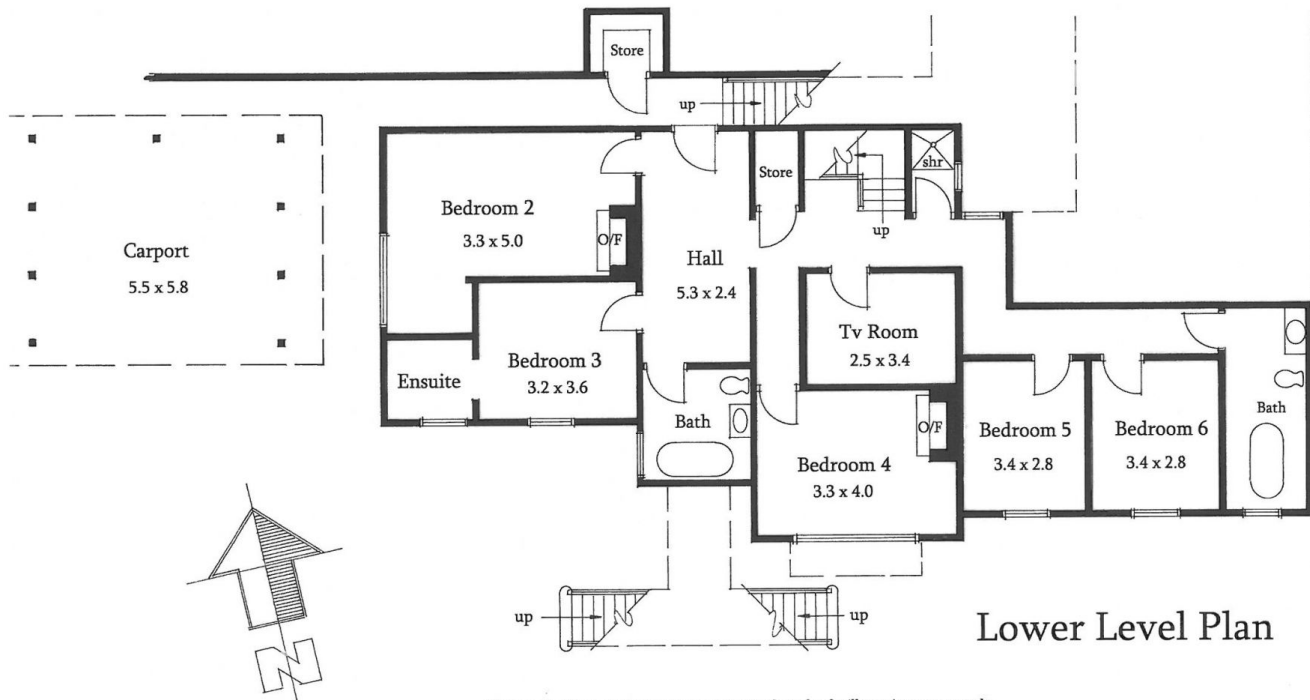 Store
up
Store
shr
Bedroom 2
3.3 x 5.0
O/F
up
Carport
5.5 x 5.8
Hall
5.3 x 2.4
Tv Room
2.5 x 3.4
Bedroom 3
3.2 x 3.6
Ensuite
Bath
O/F
Bedroom 4
3.3 x 4.0
Bedroom 5
3.4 x 2.8
Bedroom 6
3.4 x 2.8
Bath
N
up
up
Lower Level Plan